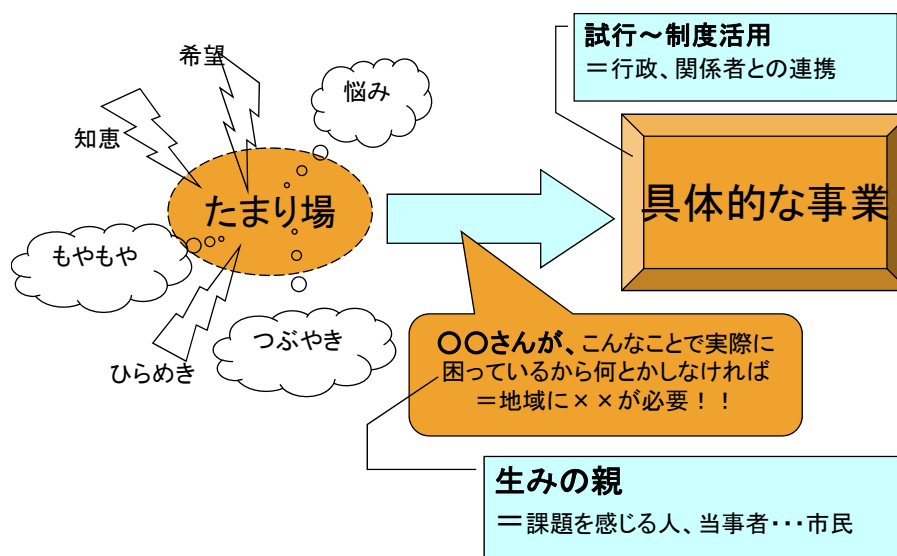 試行～制度活用
＝行政、関係者との連携
希望
悩み
知恵
たまり場
具体的な事業
もやもや
つぶやき
ひらめき
〇〇さんが、こんなことで実際に
困っているから何とかしなければ
＝地域に××が必要！！
生みの親
＝課題を感じる人、当事者・・・市民